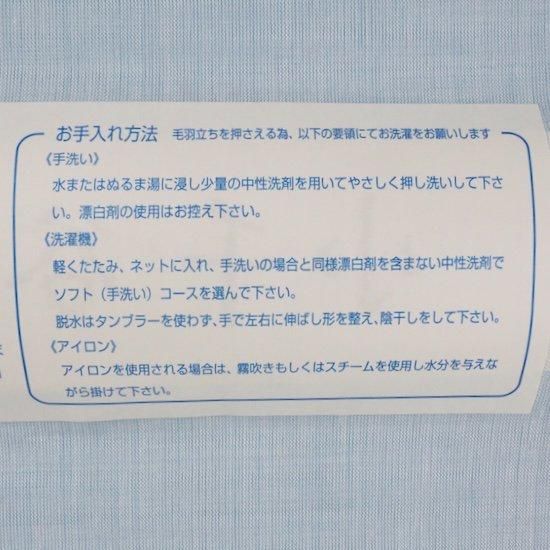 お手入れ方法 毛羽立ちを押さえる為、以下の要領にてお洗濯をお願いします
《手洗い》
水またはぬるま湯に浸し少量の中性洗剤を用いてやさしく押し洗いして下さ
い。漂白剤の使用はお控え下さい。
《洗濯機》
軽くたたみ、ネットに入れ、手洗いの場合と同様漂白剤を含まない中性洗剤で
ソフト（手洗い）コースを選んで下さい。
脱水はタンブラーを使わず、手で左右に伸ばし形を整え、陰干しをして下さい。
《アイロン》
アイロンを使用される場合は、霧吹きもしくはスチームを使用し水分を与えな
がら掛けて下さい。